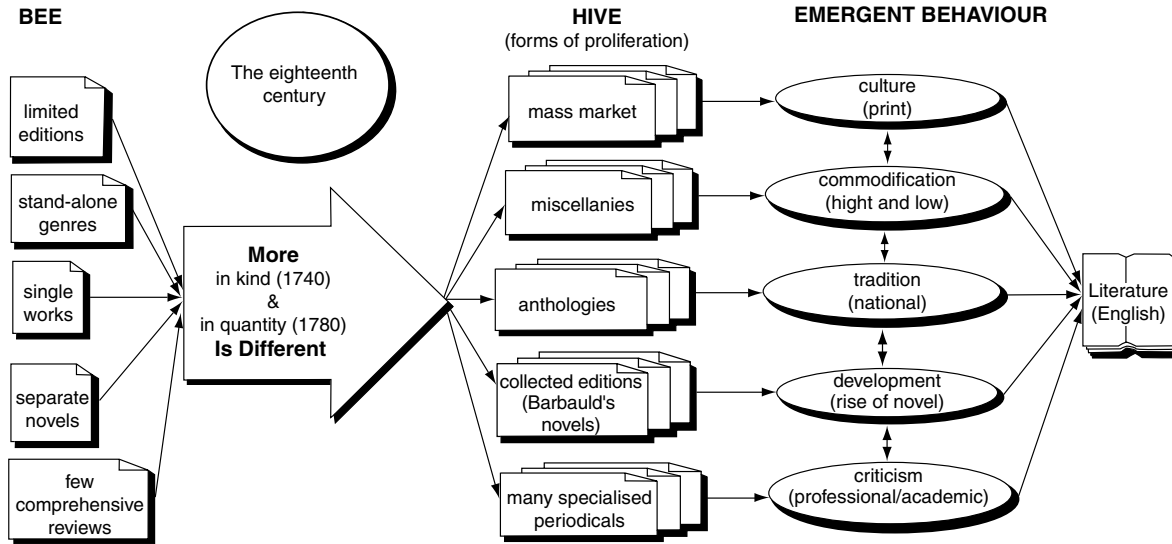 BEE
HIVE
(forms of proliferation)
EMERGENT BEHAVIOUR
The eighteenth
century
limited
editions
stand-alone
genres
single
works
separate
novels
few
comprehensive
reviews
More
in kind (1740)
&
in quantity (1780)
Is Different
mass market
miscellanies
anthologies
collected editions
(Barbauld's
novels)
many specialised
periodicals
culture
(print)
commodification
(hight and low)
tradition
(national)
development
(rise of novel)
criticism
(professional/academic)
Literature
(English)